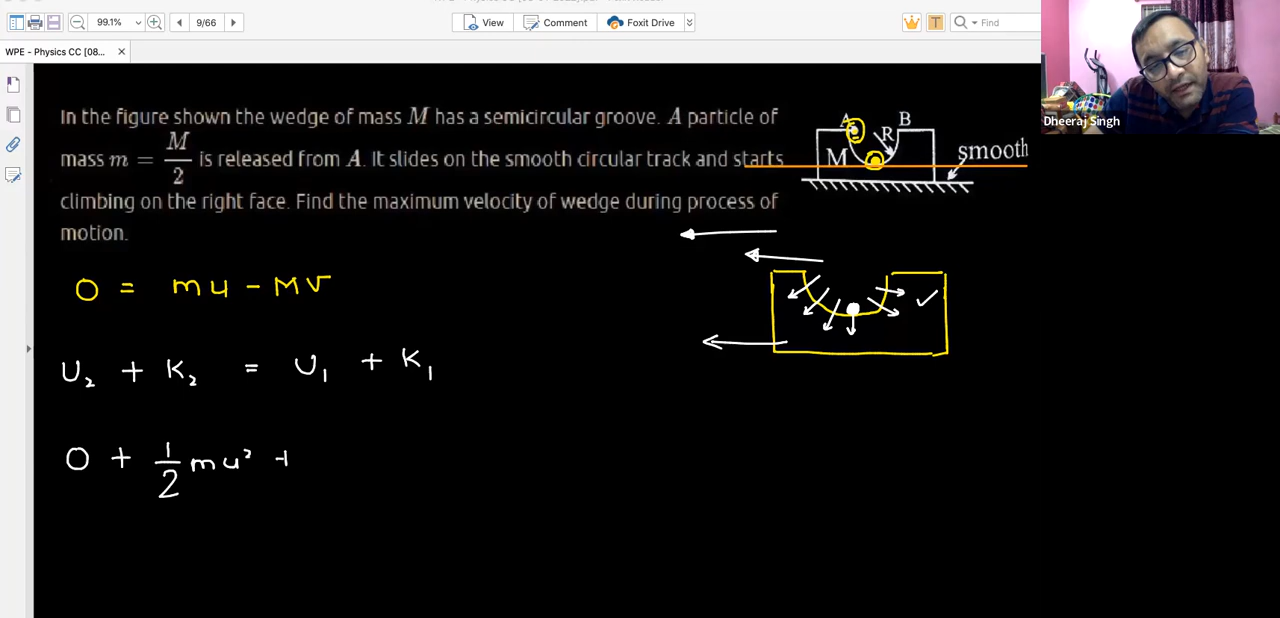 99.1%
9/66
View
Comment
Foxit Drive
Find
WPE - Physics CC [08...
Dheeraj Singh
In the figure shown the wedge of mass M has a semicircular groove. A particle of
mass m = M/2 is released from A. It slides on the smooth circular track and starts
climbing on the right face. Find the maximum velocity of wedge during process of
motion.
A
B
R
M
smooth
0 = mu - MV
U₂ + K₂ = U₁ + K₁
0 + 1/2 mu² +